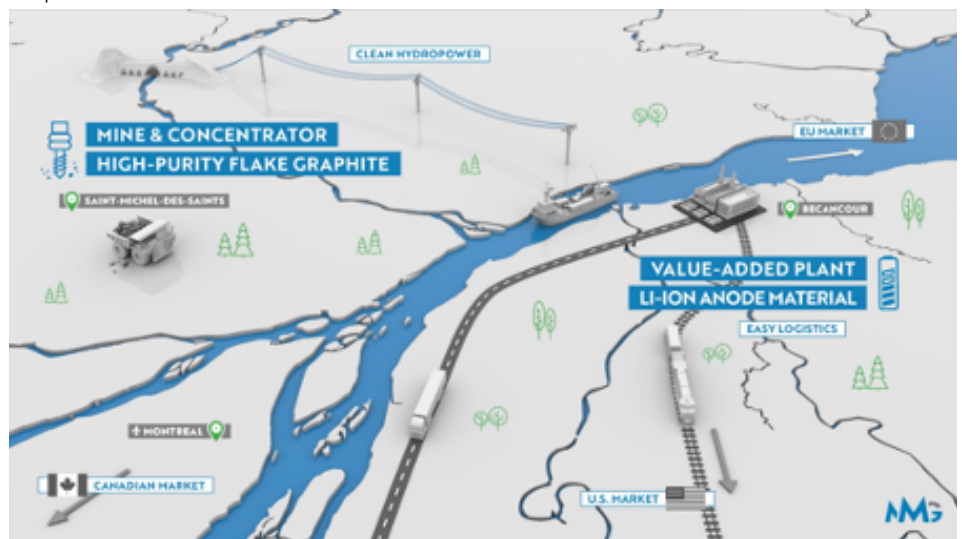 CLEAN HYDROPOWER
MINE & CONCENTRATOR
HIGH-PURITY FLAKE GRAPHITE
EU MARKET
SAINT-MICHEL-DES-SAINTS
BÉCANCOUR
VALUE-ADDED PLANT
LI-ION ANODE MATERIAL
EASY LOGISTICS
MONTREAL
CANADIAN MARKET
U.S. MARKET
NMG